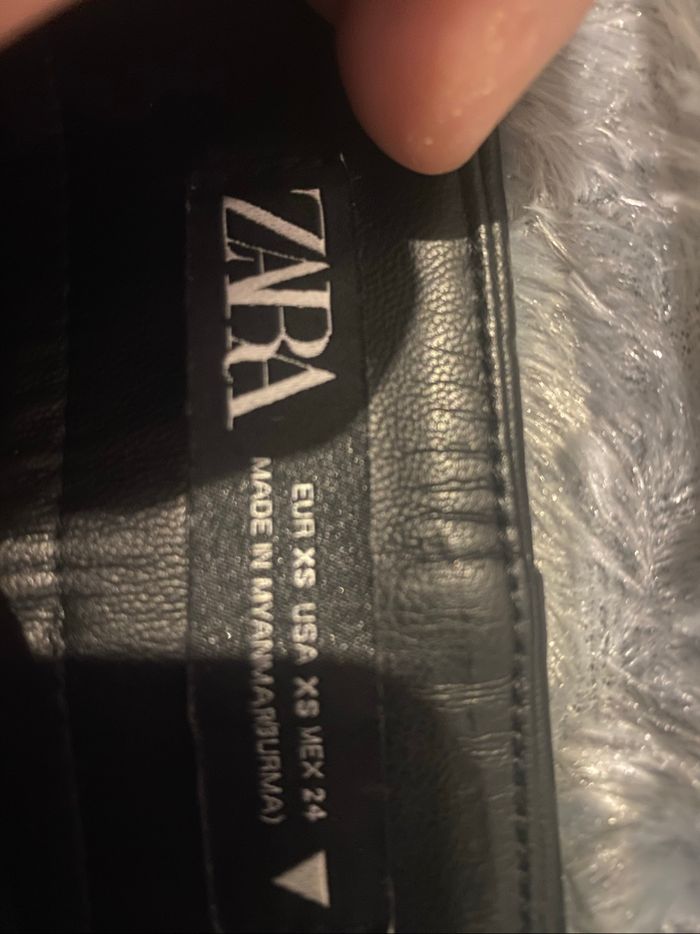 ZARA
EUR XS USA XS MEX 24
MADE IN MYANMAR(BURMA)